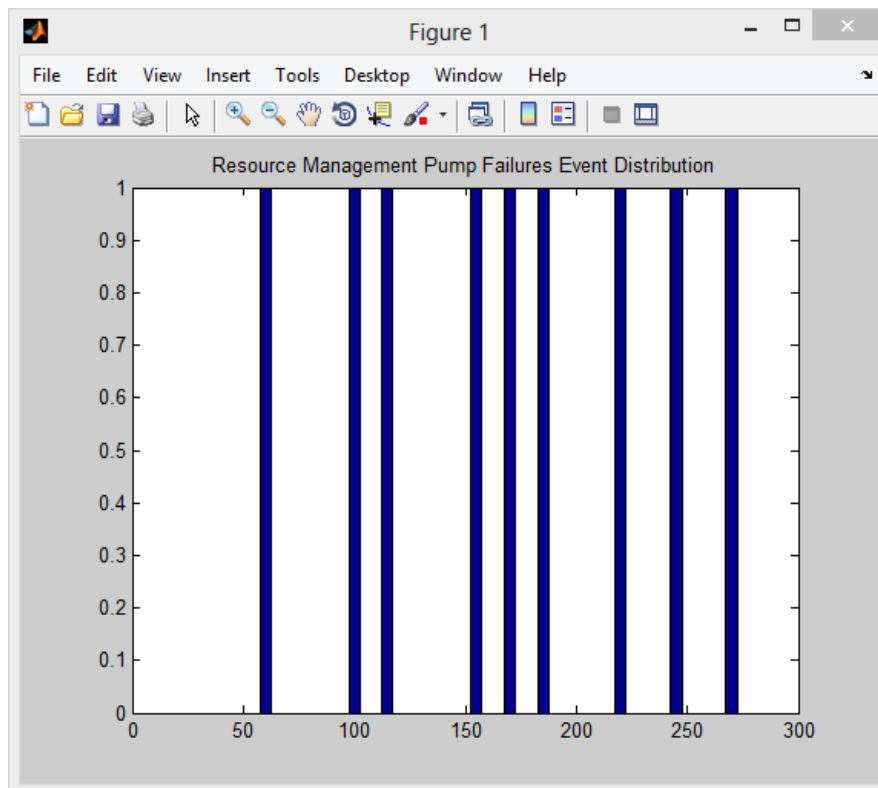 Figure 1
File Edit View Insert Tools Desktop Window Help
Resource Management Pump Failures Event Distribution
1
0.9
0.8
0.7
0.6
0.5
0.4
0.3
0.2
0.1
0
0 50 100 150 200 250 300